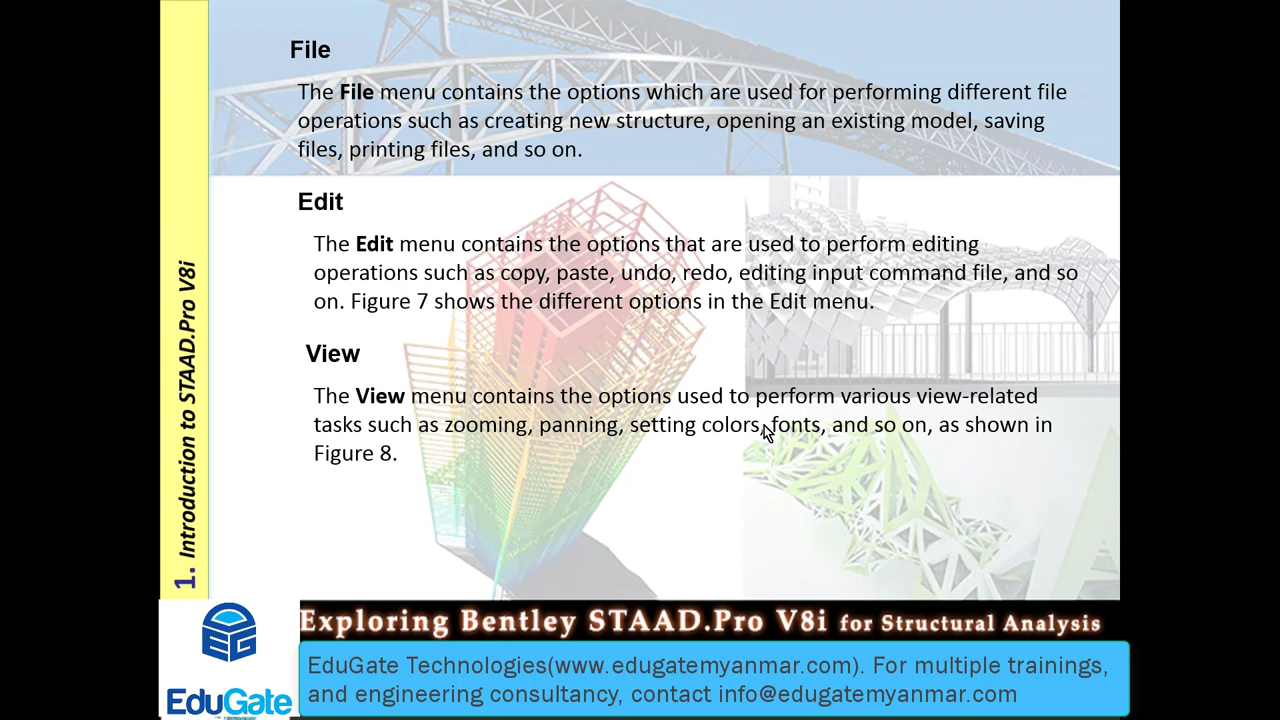 File
The File menu contains the options which are used for performing different file
operations such as creating new structure, opening an existing model, saving
files, printing files, and so on.
Edit
The Edit menu contains the options that are used to perform editing
operations such as copy, paste, undo, redo, editing input command file, and so
on. Figure 7 shows the different options in the Edit menu.
View
The View menu contains the options used to perform various view-related
tasks such as zooming, panning, setting colors, fonts, and so on, as shown in
Figure 8.
1. Introduction to STAAD.Pro V8i
Exploring Bentley STAAD.Pro V8i for Structural Analysis
EG
EduGate
EduGate Technologies(www.edugatemyanmar.com). For multiple trainings,
and engineering consultancy, contact info@edugatemyanmar.com